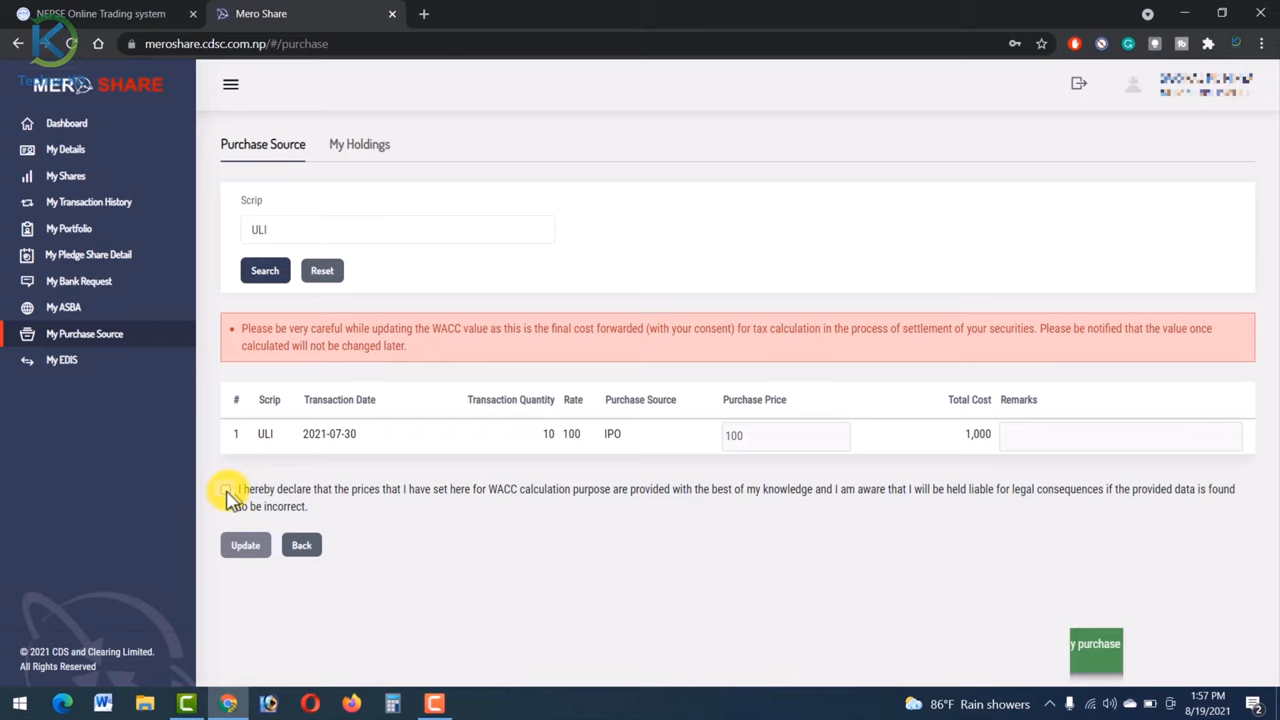 NEPSE Online Trading system
Mero Share
meroshare.cdsc.com.np/#/purchase
MERO SHARE
Dashboard
My Details
My Shares
My Transaction History
My Portfolio
My Pledge Share Detail
My Bank Request
My ASBA
My Purchase Source
My EDIS
© 2021 CDS and Clearing Limited.
All Rights Reserved
Purchase Source My Holdings
Scrip
ULI
Search Reset
Please be very careful while updating the WACC value as this is the final cost forwarded (with your consent) for tax calculation in the process of settlement of your securities. Please be notified that the value once
calculated will not be changed later.
# Scrip Transaction Date Transaction Quantity Rate Purchase Source Purchase Price Total Cost Remarks
1 ULI 2021-07-30 10 100 IPO 100 1,000
I hereby declare that the prices that I have set here for WACC calculation purpose are provided with the best of my knowledge and I am aware that I will be held liable for legal consequences if the provided data is found
to be incorrect.
Update Back
y purchase
86°F Rain showers
1:57 PM
8/19/2021
2